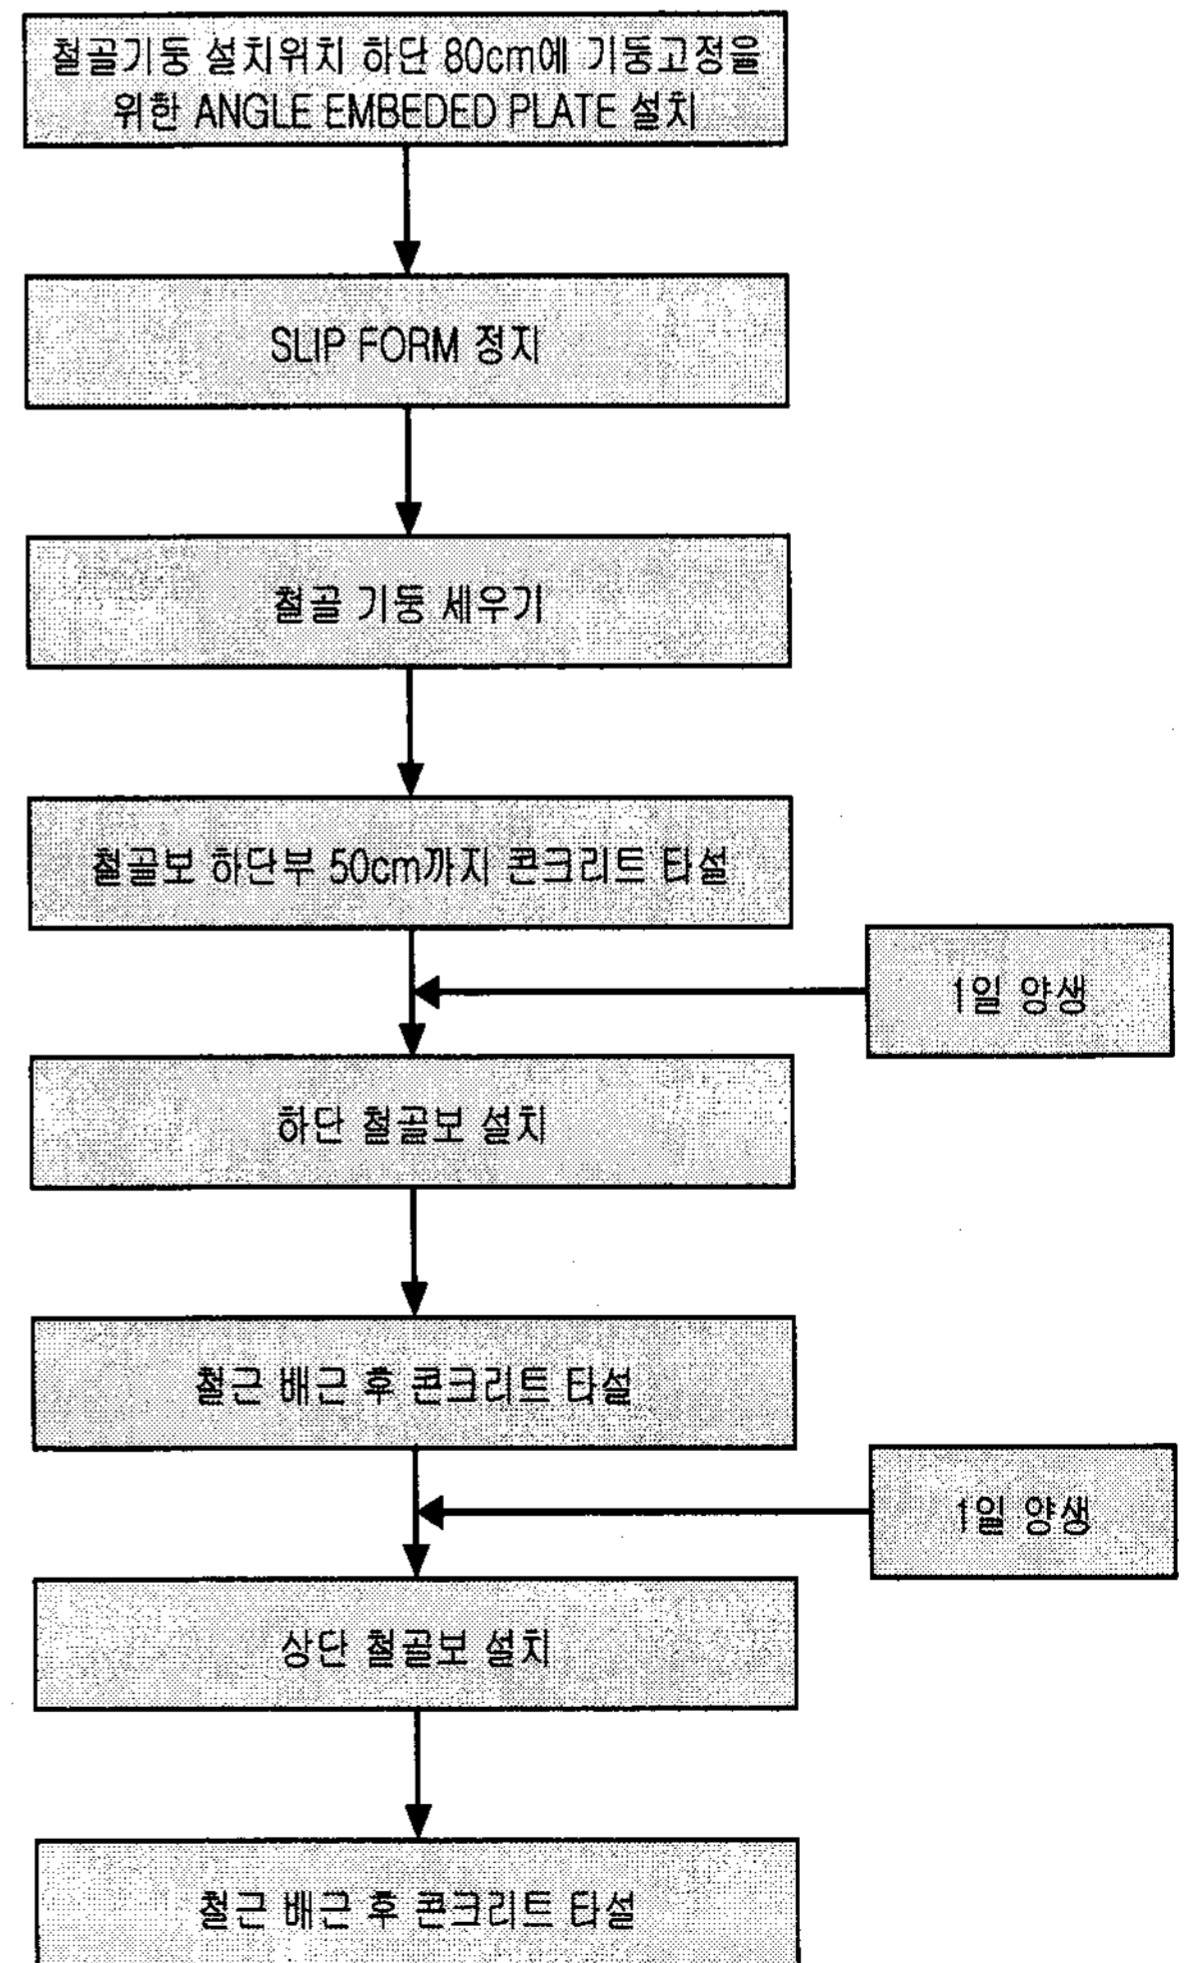 철골기둥 설치위치 하단 80cm에 기둥고정을
위한 ANGLE EMBEDED PLATE 설치
SLIP FORM 정지
철골 기둥 세우기
철골보 하단부 50cm까지 콘크리트 타설
1일 양생
하단 철골보 설치
철근 배근 후 콘크리트 타설
1일 양생
상단 철골보 설치
철근 배근 후 콘크리트 타설